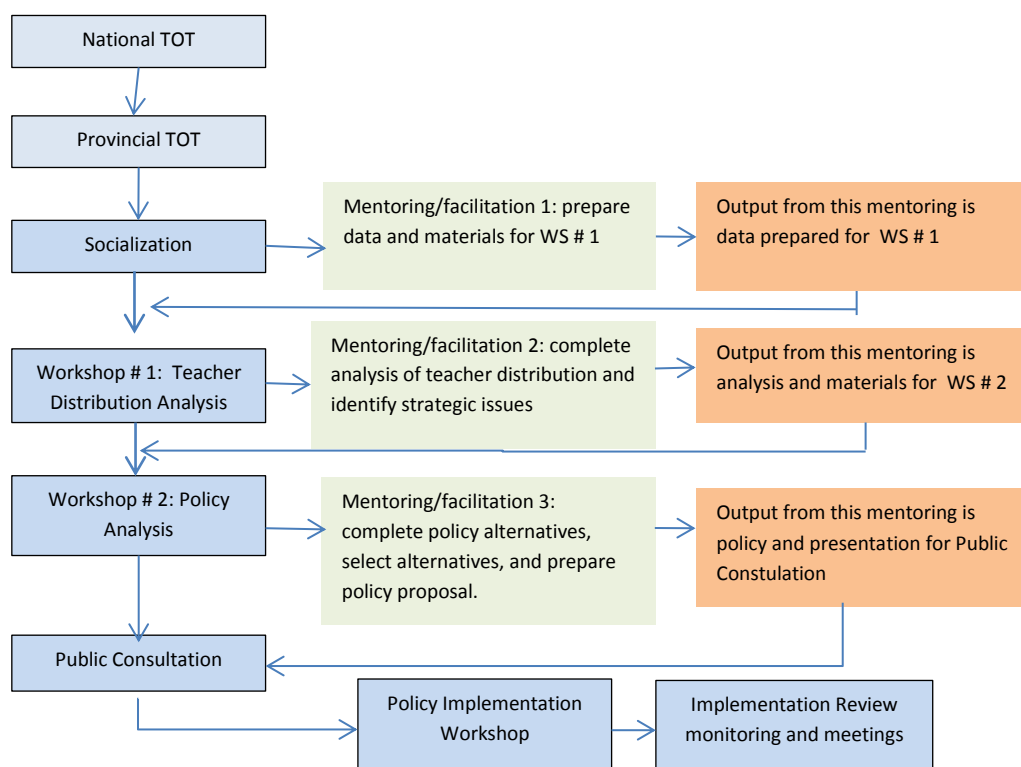 National TOT
Provincial TOT
Socialization
Mentoring/facilitation 1: prepare
data and materials for WS # 1
Output from this mentoring is
data prepared for WS # 1
Workshop # 1: Teacher
Distribution Analysis
Mentoring/facilitation 2: complete
analysis of teacher distribution and
identify strategic issues
Output from this mentoring is
analysis and materials for WS # 2
Workshop # 2: Policy
Analysis
Mentoring/facilitation 3:
complete policy alternatives,
select alternatives, and prepare
policy proposal.
Output from this mentoring is
policy and presentation for Public
Constulation
Public Consultation
Policy Implementation
Workshop
Implementation Review
monitoring and meetings